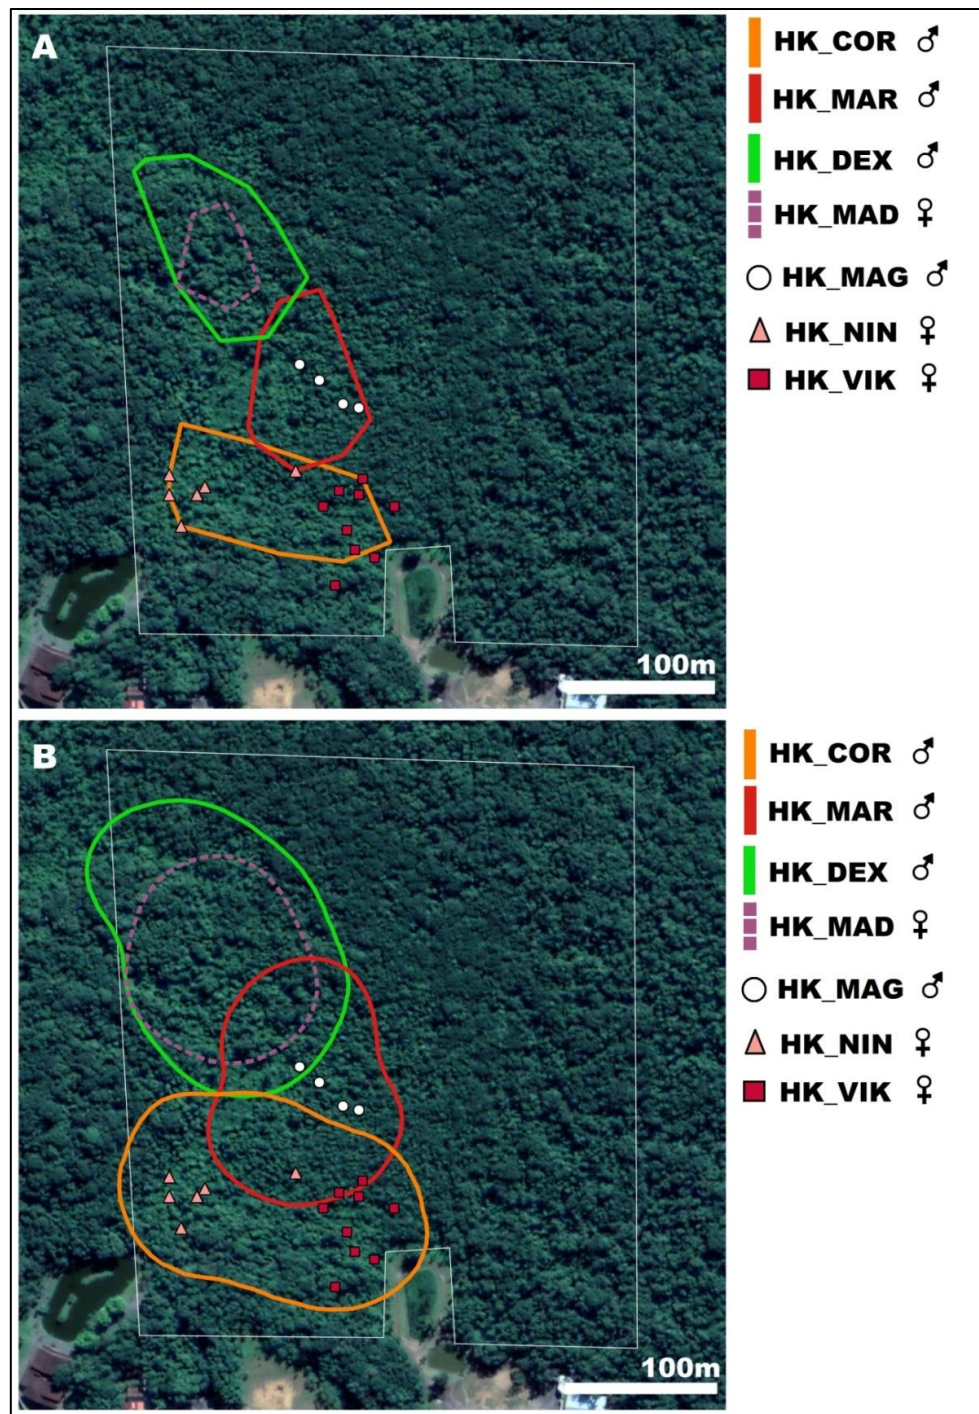 A
HK_COR ♂
HK_MAR ♂
HK_DEX ♂
HK_MAD ♀
HK_MAG ♂
HK_NIN ♀
HK_VIK ♀
100m
B
HK_COR ♂
HK_MAR ♂
HK_DEX ♂
HK_MAD ♀
HK_MAG ♂
HK_NIN ♀
HK_VIK ♀
100m